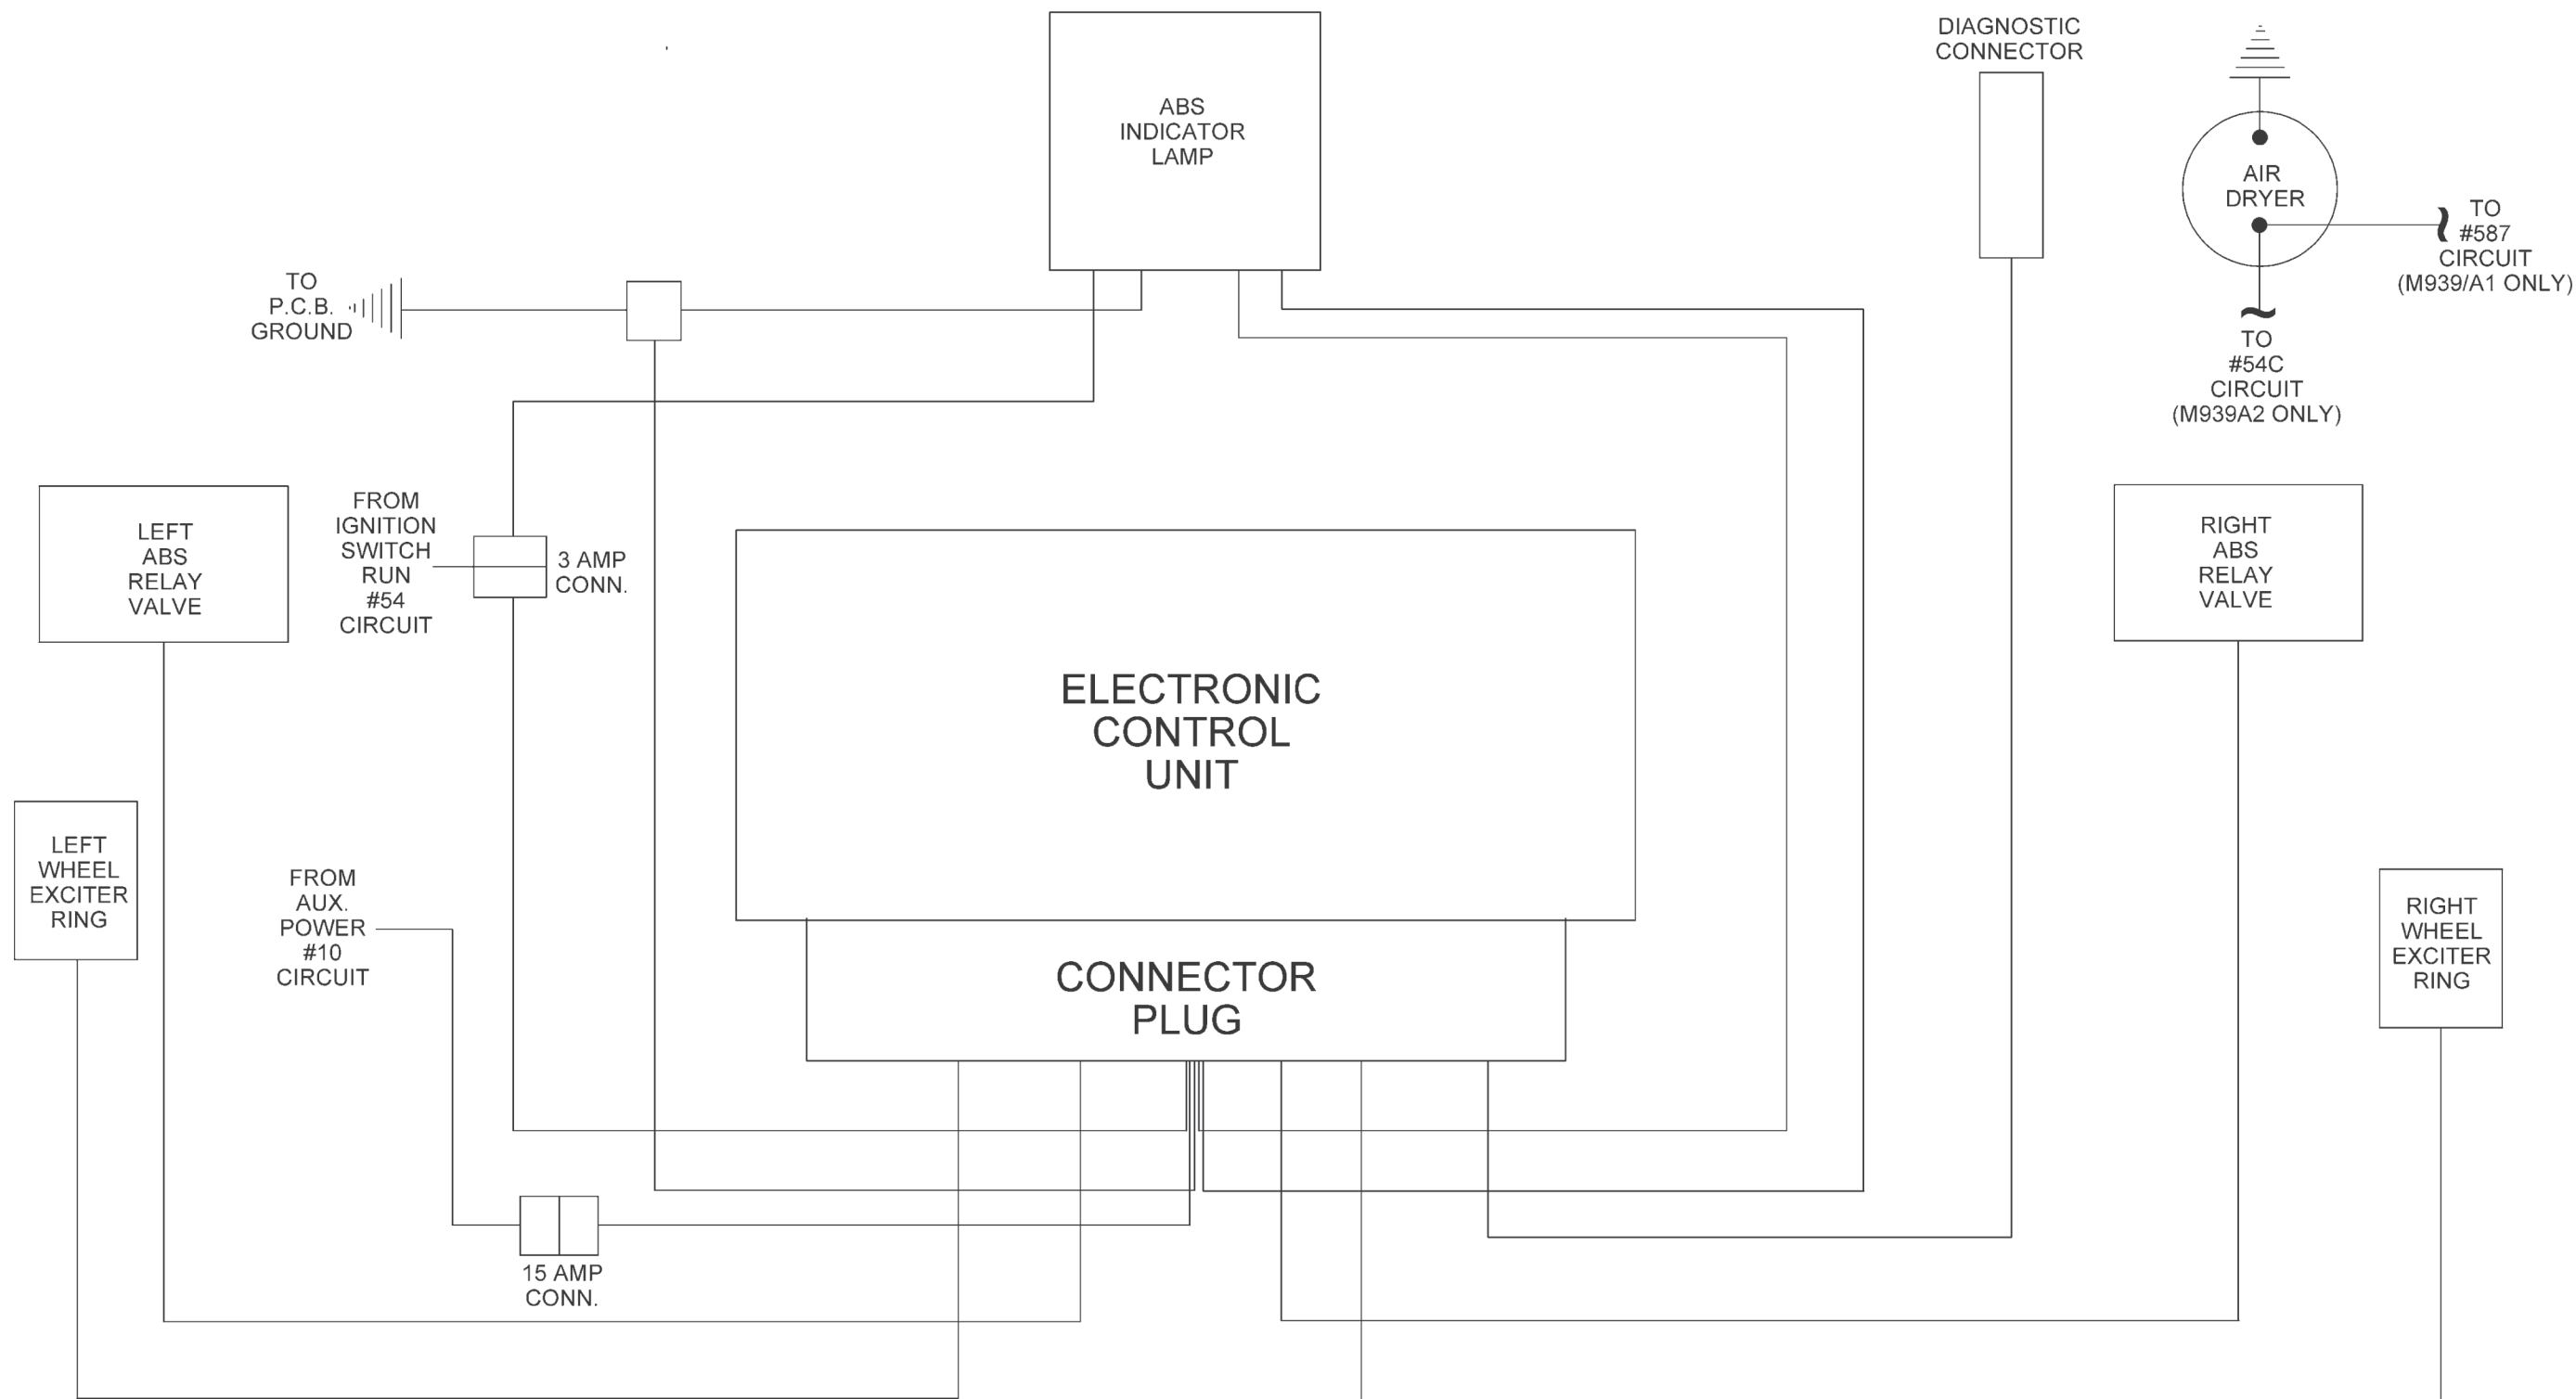 ABS
INDICATOR
LAMP
DIAGNOSTIC
CONNECTOR
AIR
DRYER
TO
#587
CIRCUIT
(M939/A1 ONLY)
TO
#54C
CIRCUIT
(M939A2 ONLY)
TO
P.C.B.
GROUND
LEFT
ABS
RELAY
VALVE
FROM
IGNITION
SWITCH
RUN
#54
CIRCUIT
3 AMP
CONN.
RIGHT
ABS
RELAY
VALVE
ELECTRONIC
CONTROL
UNIT
LEFT
WHEEL
EXCITER
RING
FROM
AUX.
POWER
#10
CIRCUIT
CONNECTOR
PLUG
RIGHT
WHEEL
EXCITER
RING
15 AMP
CONN.